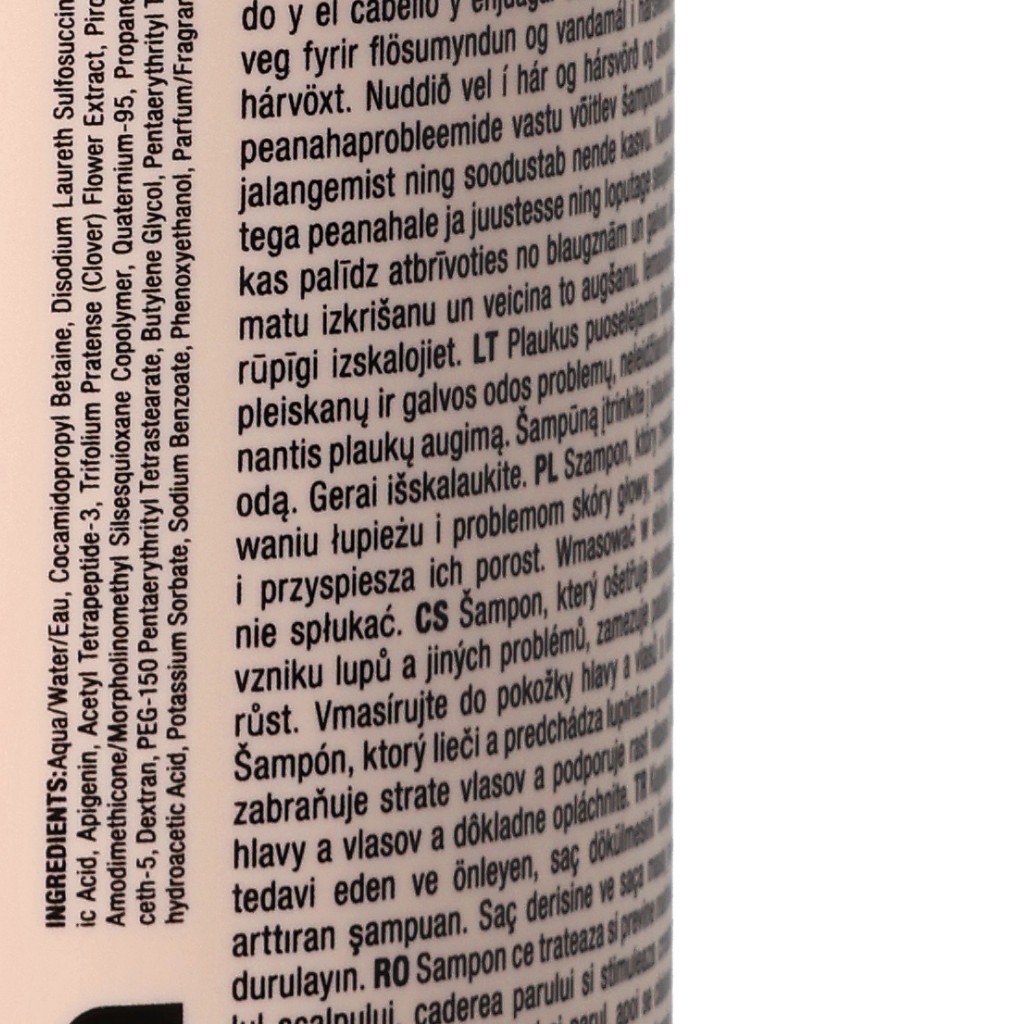 INGREDIENTS:Aqua/Water/Eau, Cocamidopropyl Betaine, Disodium Laureth Sulfosuccin
ic Acid, Apigenin, Acetyl Tetrapeptide-3, Trifolium Pratense (Clover) Flower Extract, Piro
Amodimethicone/Morpholinomethyl Silsesquioxane Copolymer, Quaternium-95, Propane
ceth-5, Dextran, PEG-150 Pentaerythrityl Tetrastearate, Butylene Glycol, Pentaerythrityl T
hydroacetic Acid, Potassium Sorbate, Sodium Benzoate, Phenoxyethanol, Parfum/Fragran
do y el cabello y
veg fyrir flösumyndun og vandamál í
hárvöxt. Nuddið vel í hár og hársvörð og
peanahaprobleemide vastu võitlev šampoon.
jalangemist ning soodustab nende kasvu.
tega peanahale ja juustesse ning loputage
kas palīdz atbrīvoties no blaugznām un galvas
matu izkrišanu un veicina to augšanu.
rūpīgi izskalojiet. LT Plaukus puoselėjantis
pleiskanų ir galvos odos problemų,
nantis plaukų augimą. Šampūną įtrinkite į
odą. Gerai išskalaukite. PL Szampon, który
waniu łupieżu i problemom skóry głowy,
i przyspiesza ich porost. Wmasować w
nie spłukać. CS Šampon, který ošetřuje
vzniku lupů a jiných problémů, zamezuje
růst. Vmasírujte do pokožky hlavy a vlasů a
Šampón, ktorý lieči a predchádza lupinám a
zabraňuje strate vlasov a podporuje rast
hlavy a vlasov a dôkladne opláchnite. TR
tedavi eden ve önleyen, saç dökülmesini
arttıran şampuan. Saç derisine ve saça
durulayın. RO Sampon ce trateaza si previne
scalpului, caderea parului si stimuleaza
parul, apoi se